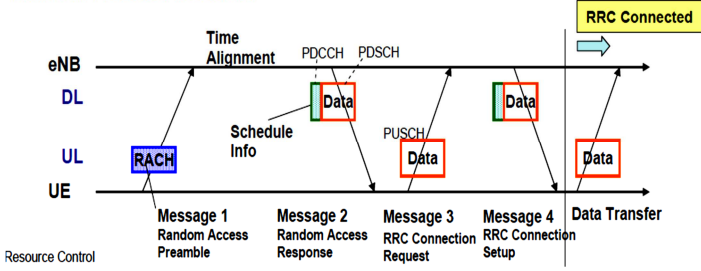 RRC Connected
Time
Alignment
PDCCH
PDSCH
eNB
DL
Data
Data
Schedule
Info
PUSCH
UL
RACH
Data
Data
UE
Message 1
Random Access
Preamble
Message 2
Random Access
Response
Message 3
RRC Connection
Request
Message 4
RRC Connection
Setup
Data Transfer
Resource Control